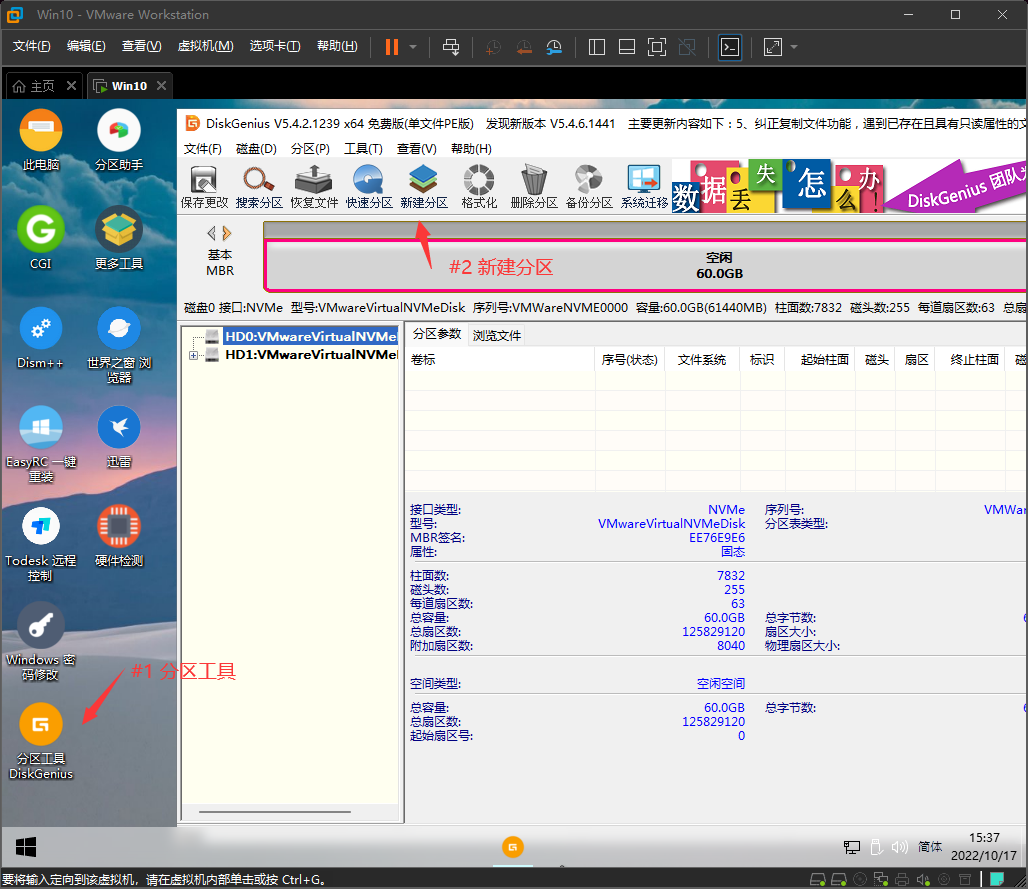 Win10 - VMware Workstation
文件(F) 编辑(E) 查看(V) 虚拟机(M) 选项卡(T) 帮助(H)
主页 Win10
此电脑 分区助手
CGI 更多工具
Dism++ 世界之窗 浏览器
EasyRC 一键重装 迅雷
Todesk 远程控制 硬件检测
Windows 密码修改
#1 分区工具
分区工具
DiskGenius
DiskGenius V5.4.2.1239 x64 免费版(单文件PE版) 发现新版本 V5.4.6.1441 主要更新内容如下：5、纠正复制文件功能，遇到已存在且具有只读属性的文
文件(F) 磁盘(D) 分区(P) 工具(T) 查看(V) 帮助(H)
保存更改 搜索分区 恢复文件 快速分区 新建分区 格式化 删除分区 备份分区 系统迁移
数据丢失怎么办! DiskGenius 团队为
基本
MBR
#2 新建分区
空闲
60.0GB
磁盘0 接口:NVMe 型号:VMwareVirtualNVMeDisk 序列号:VMWareNVME0000 容量:60.0GB(61440MB) 柱面数:7832 磁头数:255 每道扇区数:63 总扇
HD0:VMwareVirtualNVMe
HD1:VMwareVirtualNVMe
分区参数 浏览文件
卷标 序号(状态) 文件系统 标识 起始柱面 磁头 扇区 终止柱面 磁
接口类型: NVMe 序列号: VMWar
型号: VMwareVirtualNVMeDisk 分区表类型:
MBR签名: EE76E9E6
属性: 固态
柱面数: 7832
磁头数: 255
每道扇区数: 63
总容量: 60.0GB 总字节数: 6
总扇区数: 125829120 扇区大小:
附加扇区数: 8040 物理扇区大小:
空间类型: 空闲空间
总容量: 60.0GB 总字节数: 6
总扇区数: 125829120
起始扇区号: 0
简体
15:37
2022/10/17
要将输入定向到该虚拟机，请在虚拟机内部单击或按 Ctrl+G。